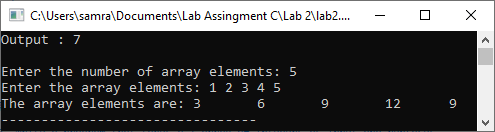 C:\Users\samra\Documents\Lab Assingment C\Lab 2\lab2....
Output : 7
Enter the number of array elements: 5
Enter the array elements: 1 2 3 4 5
The array elements are: 3 6 9 12 9
--------------------------------